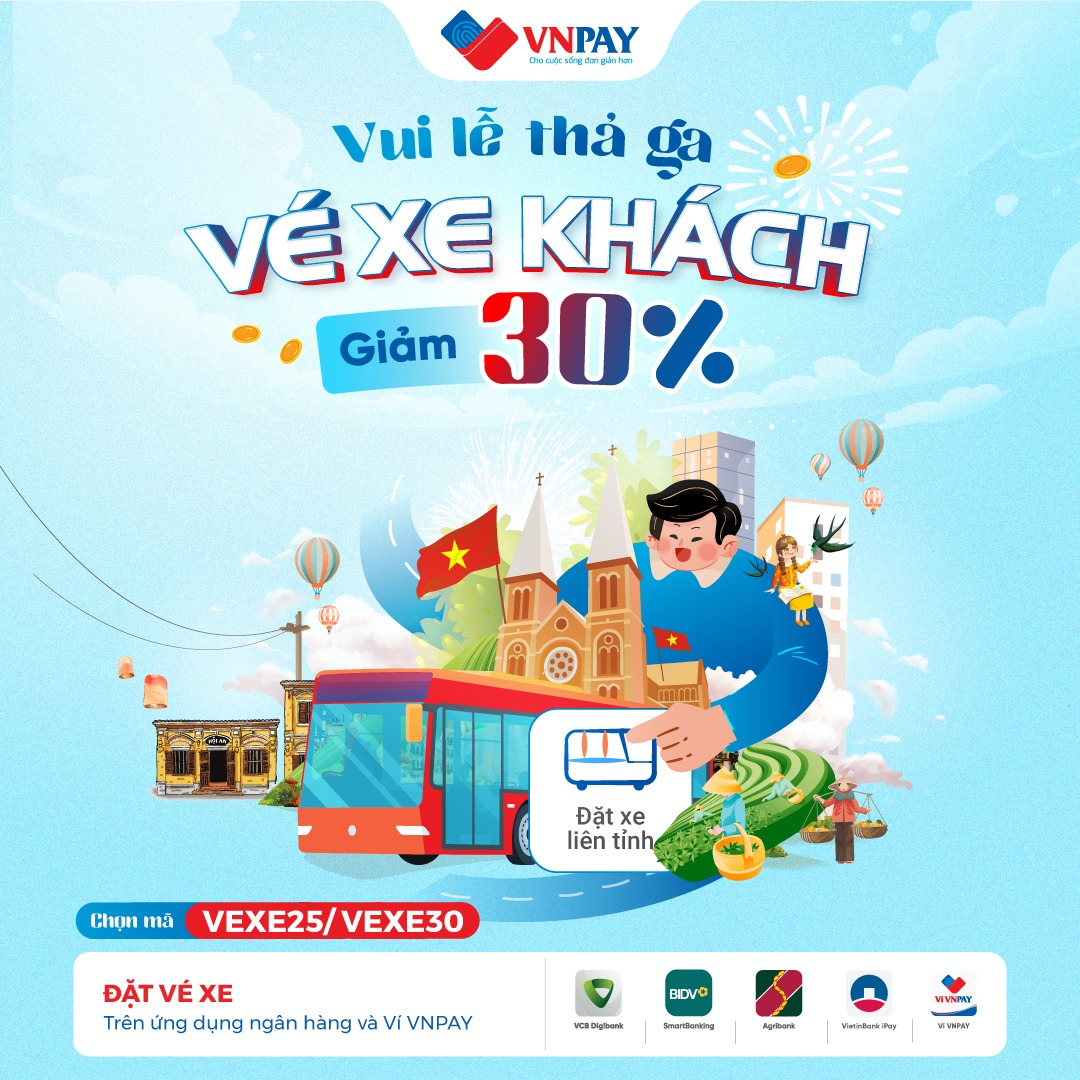 VNPAY
Cho cuộc sống đơn giản hơn
Vui lễ thả ga
VÉ XE KHÁCH
Giảm 30%
HỘI AN
Đặt xe
liên tỉnh
Chọn mã VEXE25/ VEXE30
ĐẶT VÉ XE
Trên ứng dụng ngân hàng và Ví VNPAY
VCB Digibank
BIDV
SmartBanking
Agribank
VietinBank iPay
Ví VNPAY
Ví VNPAY